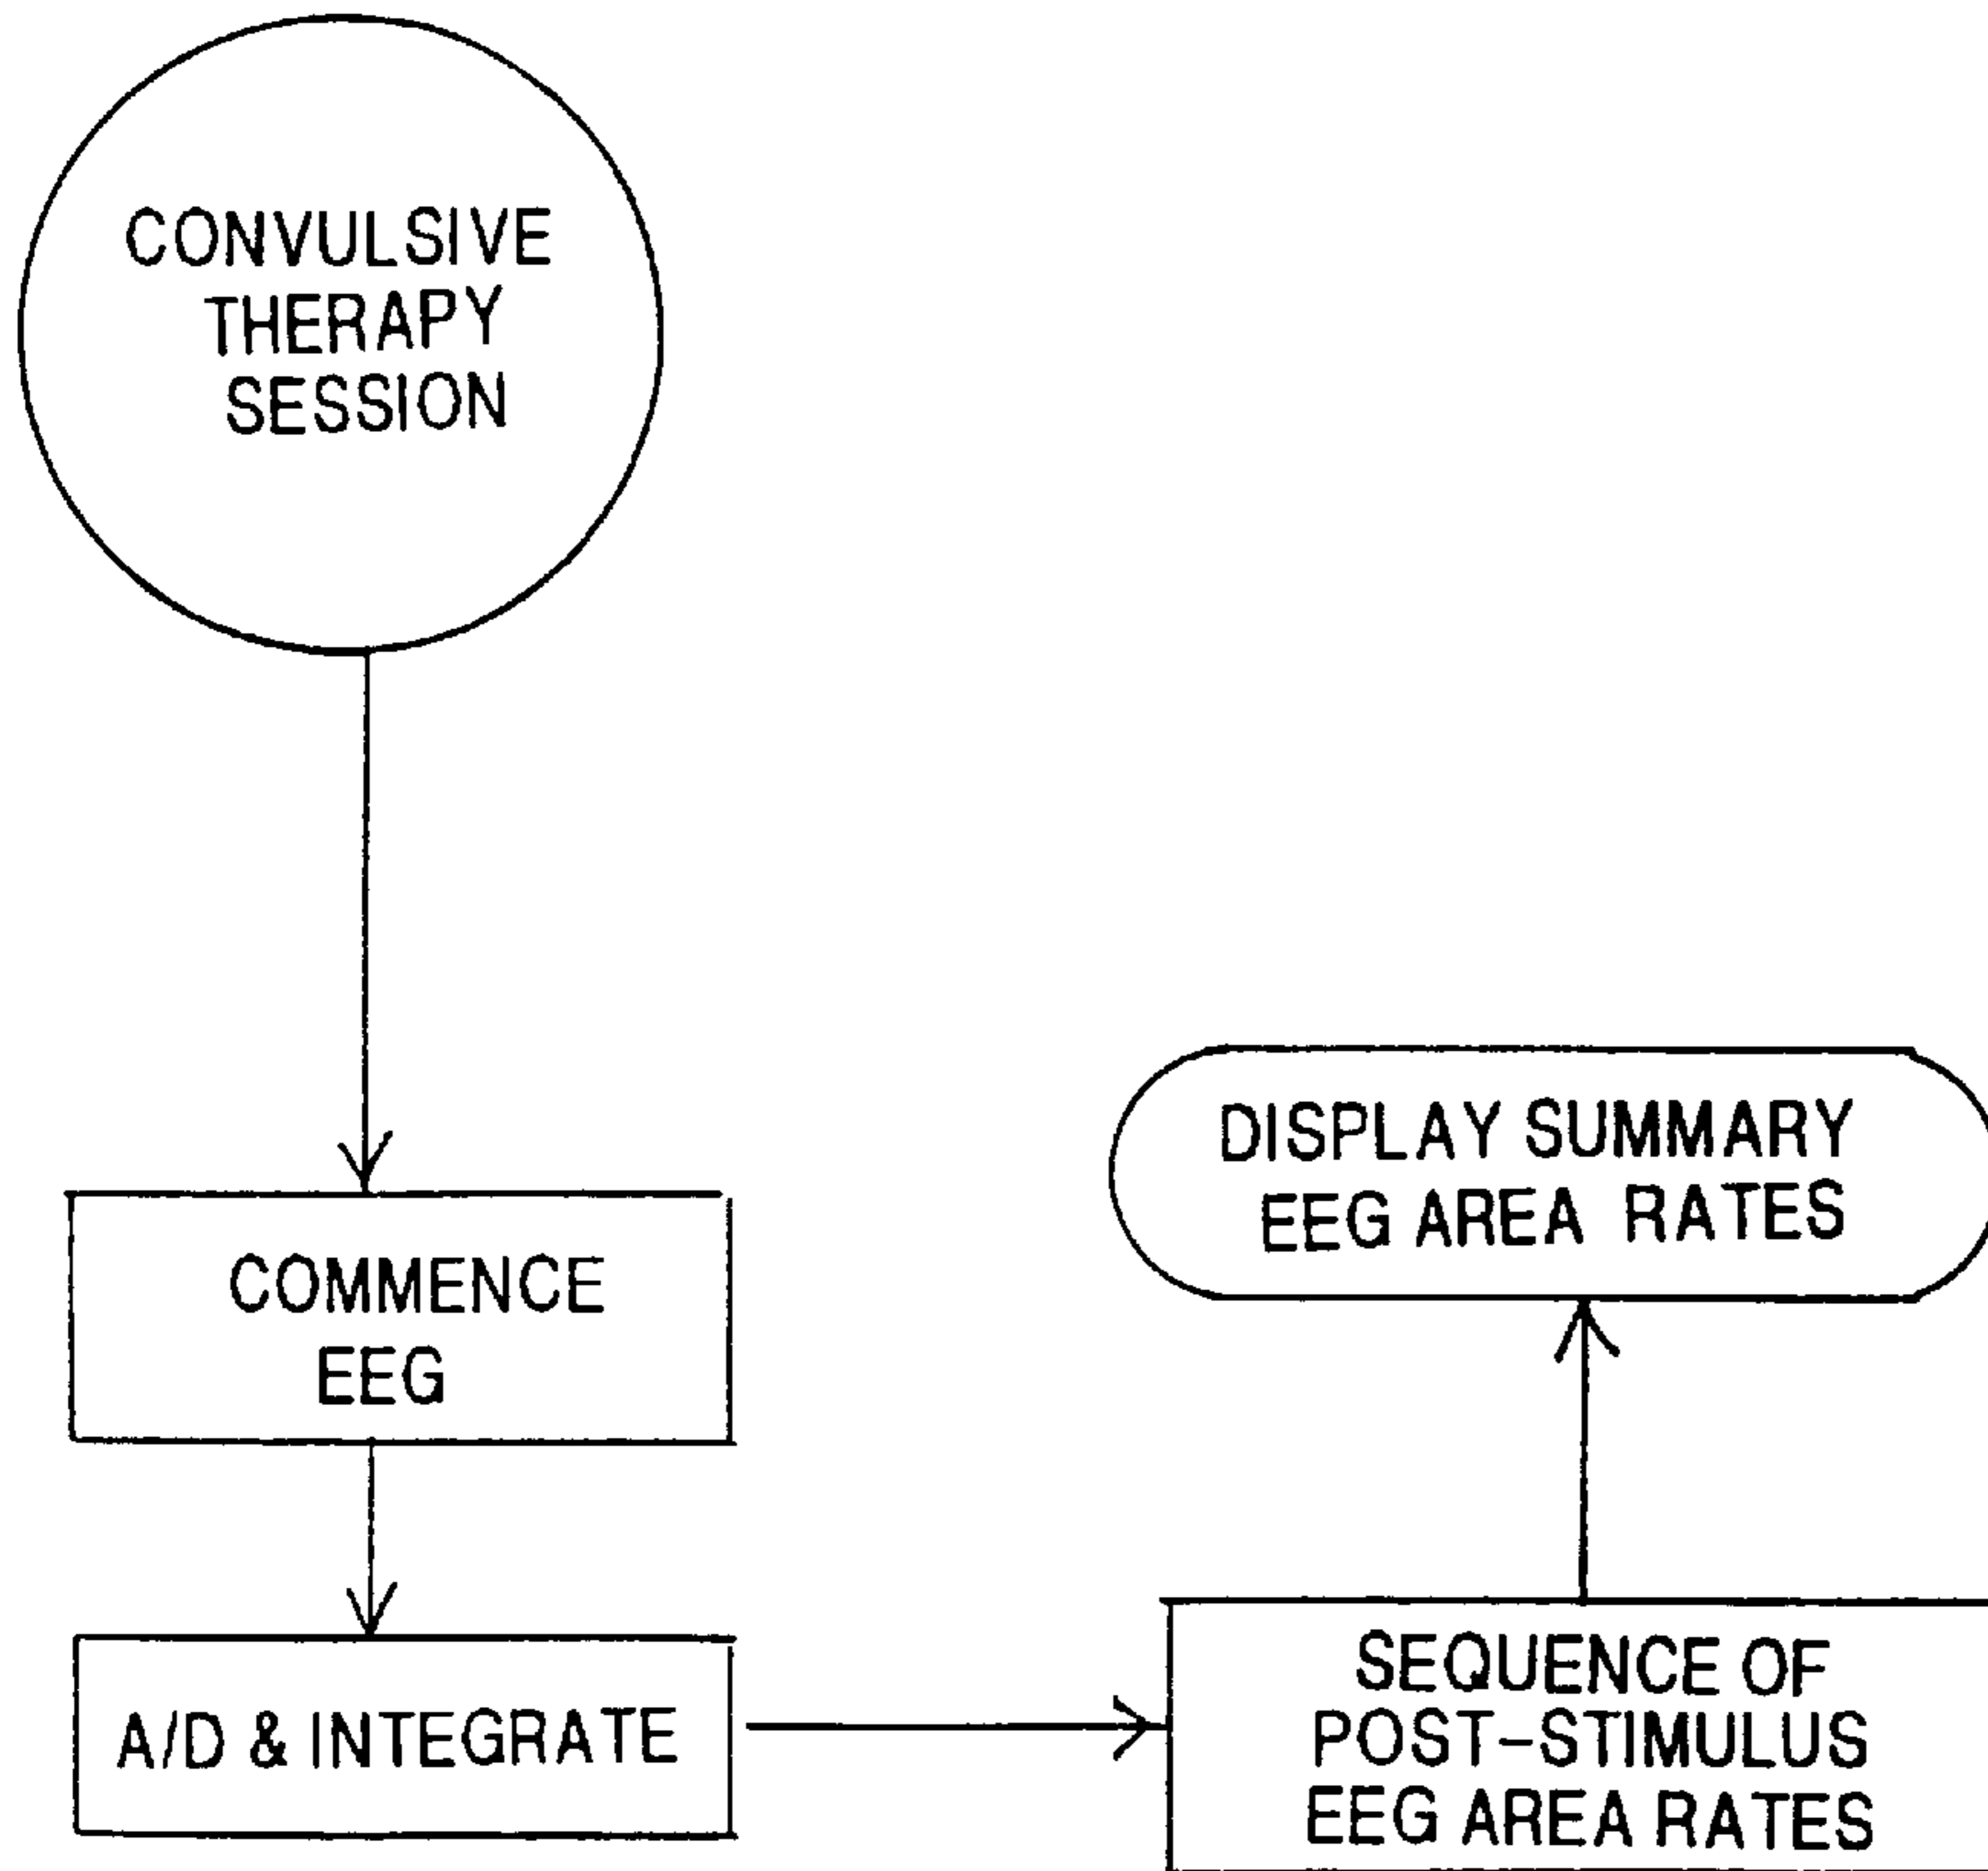 CONVULSIVE
THERAPY
SESSION
COMMENCE
EEG
A/D & INTEGRATE
SEQUENCE OF
POST-STIMULUS
EEG AREA RATES
DISPLAY SUMMARY
EEG AREA RATES